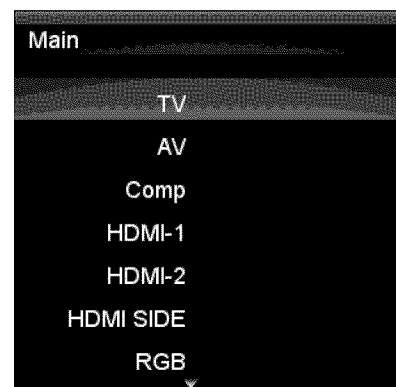 Main
TV
AV
Comp
HDMI-1
HDMI-2
HDMI SIDE
RGB